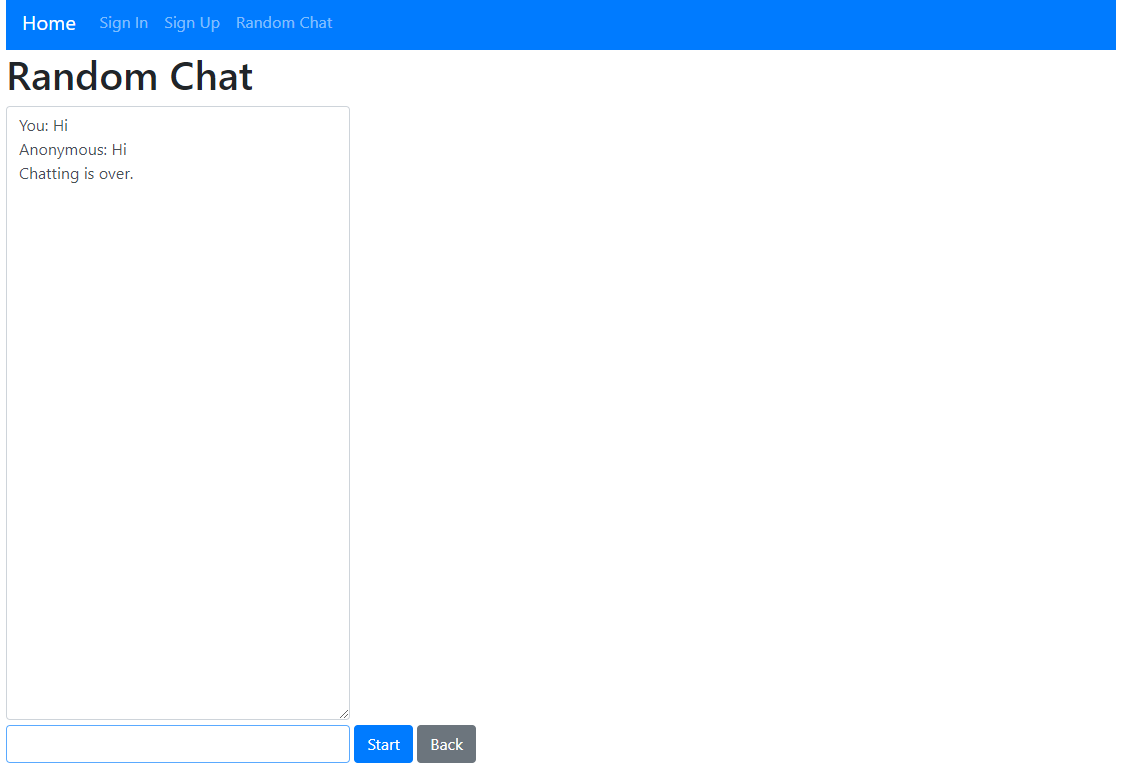 Home Sign In Sign Up Random Chat
Random Chat
You: Hi
Anonymous: Hi
Chatting is over.
Start Back